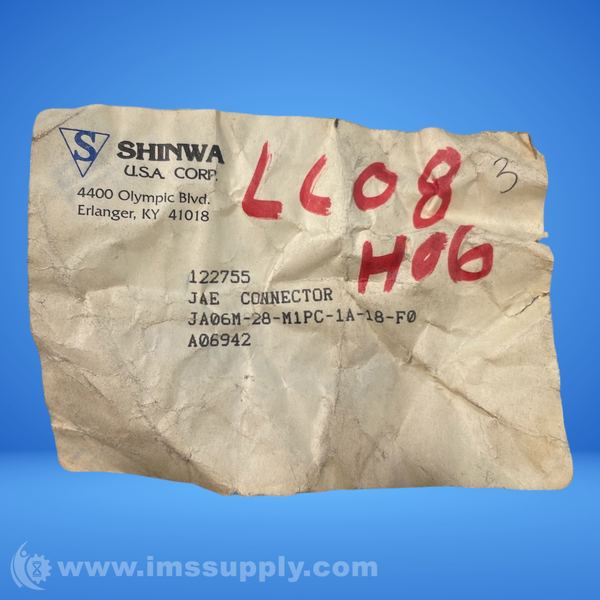 S SHINWA
U.S.A. CORP.
4400 Olympic Blvd.
Erlanger, KY 41018
LL08
3
H06
122755
JAE CONNECTOR
JA06M-28-M1PC-1A-18-F0
A06942
www.imssupply.com